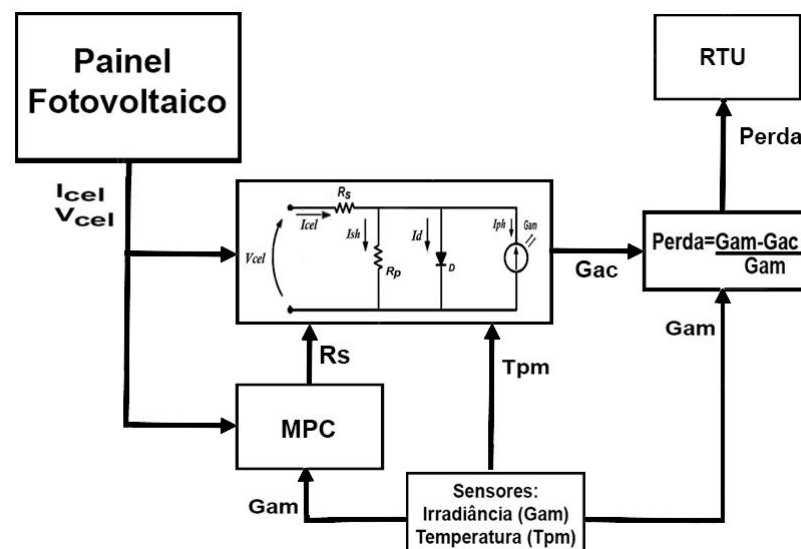 Painel
Fotovoltaico
RTU
Perda
Icel
Vcel
Rs
Icel
Ish
Id
Iph
Gam
Vcel
Rp
D
Gac
Perda=Gam-Gac
Gam
Rs
Tpm
Gam
MPC
Gam
Sensores:
Irradiância (Gam)
Temperatura (Tpm)